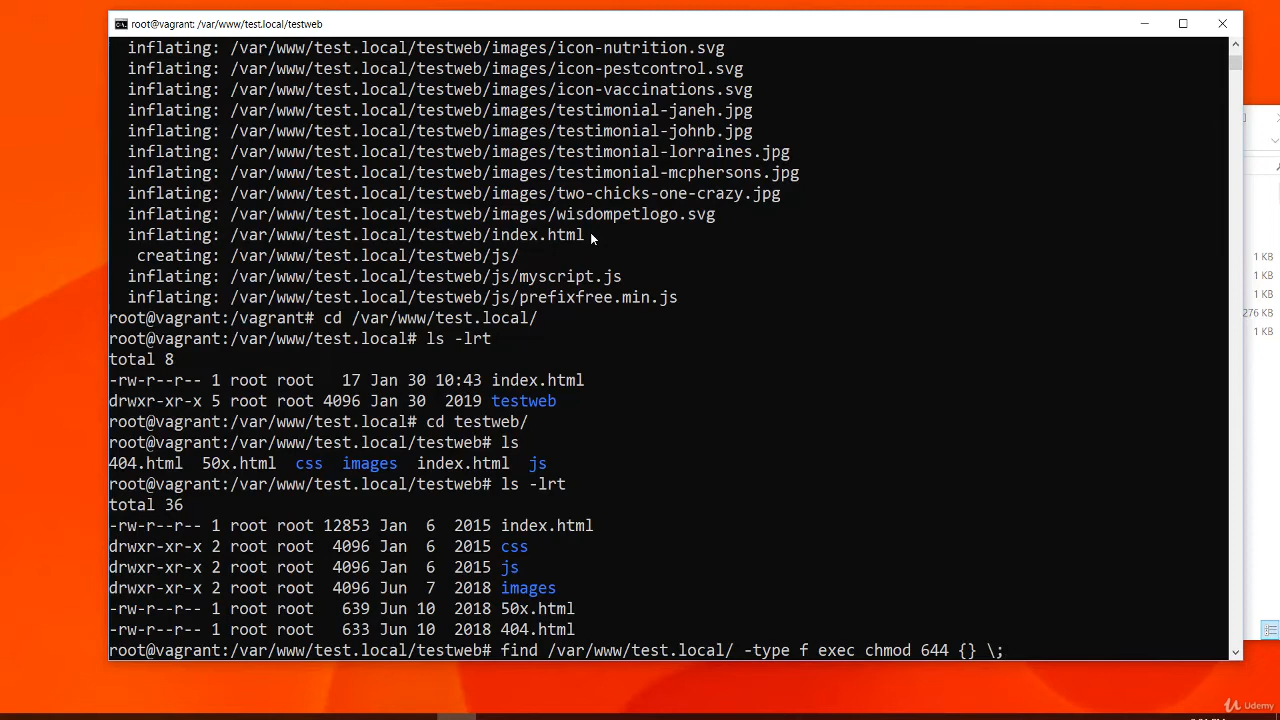 root@vagrant: /var/www/test.local/testweb
inflating: /var/www/test.local/testweb/images/icon-nutrition.svg
inflating: /var/www/test.local/testweb/images/icon-pestcontrol.svg
inflating: /var/www/test.local/testweb/images/icon-vaccinations.svg
inflating: /var/www/test.local/testweb/images/testimonial-janeh.jpg
inflating: /var/www/test.local/testweb/images/testimonial-johnb.jpg
inflating: /var/www/test.local/testweb/images/testimonial-lorraines.jpg
inflating: /var/www/test.local/testweb/images/testimonial-mcphersons.jpg
inflating: /var/www/test.local/testweb/images/two-chicks-one-crazy.jpg
inflating: /var/www/test.local/testweb/images/wisdompetlogo.svg
inflating: /var/www/test.local/testweb/index.html
creating: /var/www/test.local/testweb/js/
inflating: /var/www/test.local/testweb/js/myscript.js
inflating: /var/www/test.local/testweb/js/prefixfree.min.js
root@vagrant:/vagrant# cd /var/www/test.local/
root@vagrant:/var/www/test.local# ls -lrt
total 8
-rw-r--r-- 1 root root   17 Jan 30 10:43 index.html
drwxr-xr-x 5 root root 4096 Jan 30  2019 testweb
root@vagrant:/var/www/test.local# cd testweb/
root@vagrant:/var/www/test.local/testweb# ls
404.html  50x.html  css  images  index.html  js
root@vagrant:/var/www/test.local/testweb# ls -lrt
total 36
-rw-r--r-- 1 root root 12853 Jan  6  2015 index.html
drwxr-xr-x 2 root root  4096 Jan  6  2015 css
drwxr-xr-x 2 root root  4096 Jan  6  2015 js
drwxr-xr-x 2 root root  4096 Jun  7  2018 images
-rw-r--r-- 1 root root   639 Jun 10  2018 50x.html
-rw-r--r-- 1 root root   633 Jun 10  2018 404.html
root@vagrant:/var/www/test.local/testweb# find /var/www/test.local/ -type f exec chmod 644 {} \;
1 KB
1 KB
1 KB
276 KB
1 KB
Udemy